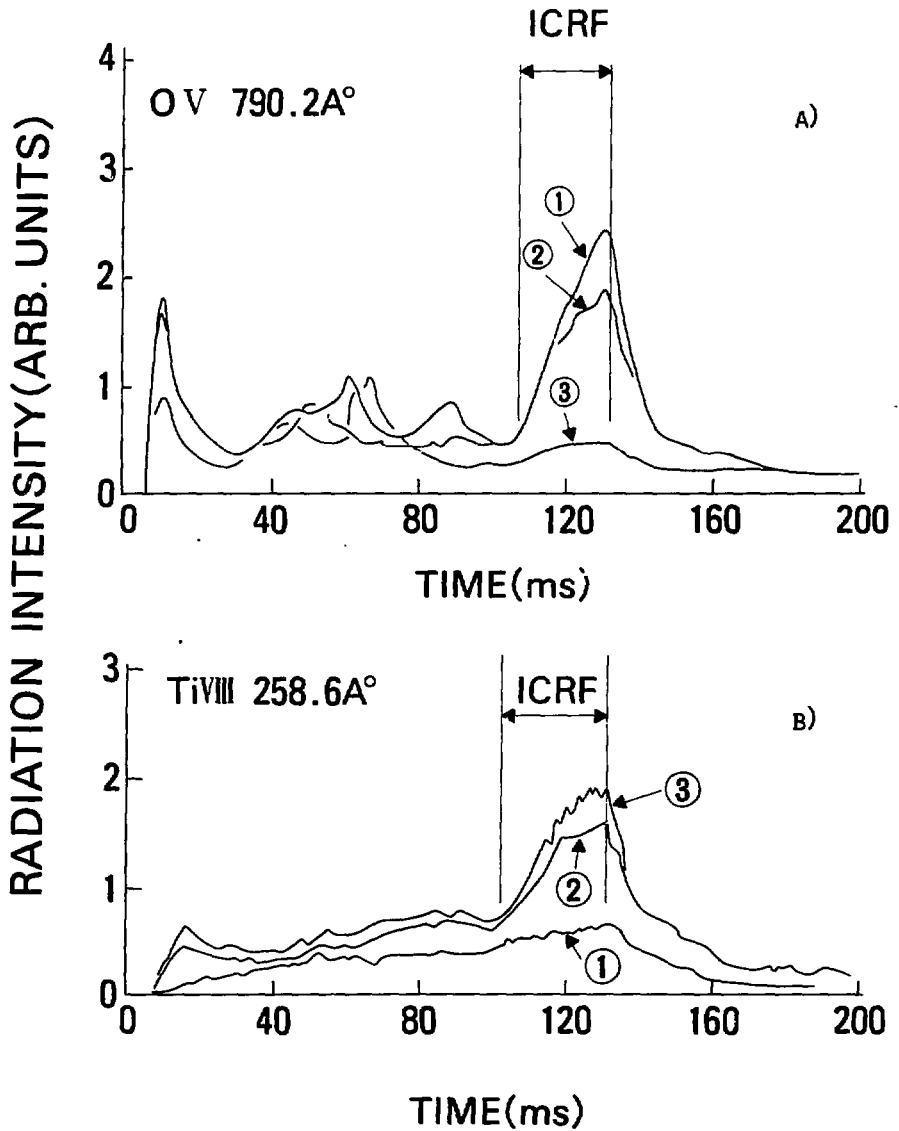 RADIATION INTENSITY(ARB. UNITS)
ICRF
4
3
2
1
0
O V 790.2A°
A)
①
②
③
0 40 80 120 160 200
TIME(ms)
3
2
1
0
TiVIII 258.6A°
ICRF
B)
③
②
①
0 40 80 120 160 200
TIME(ms)